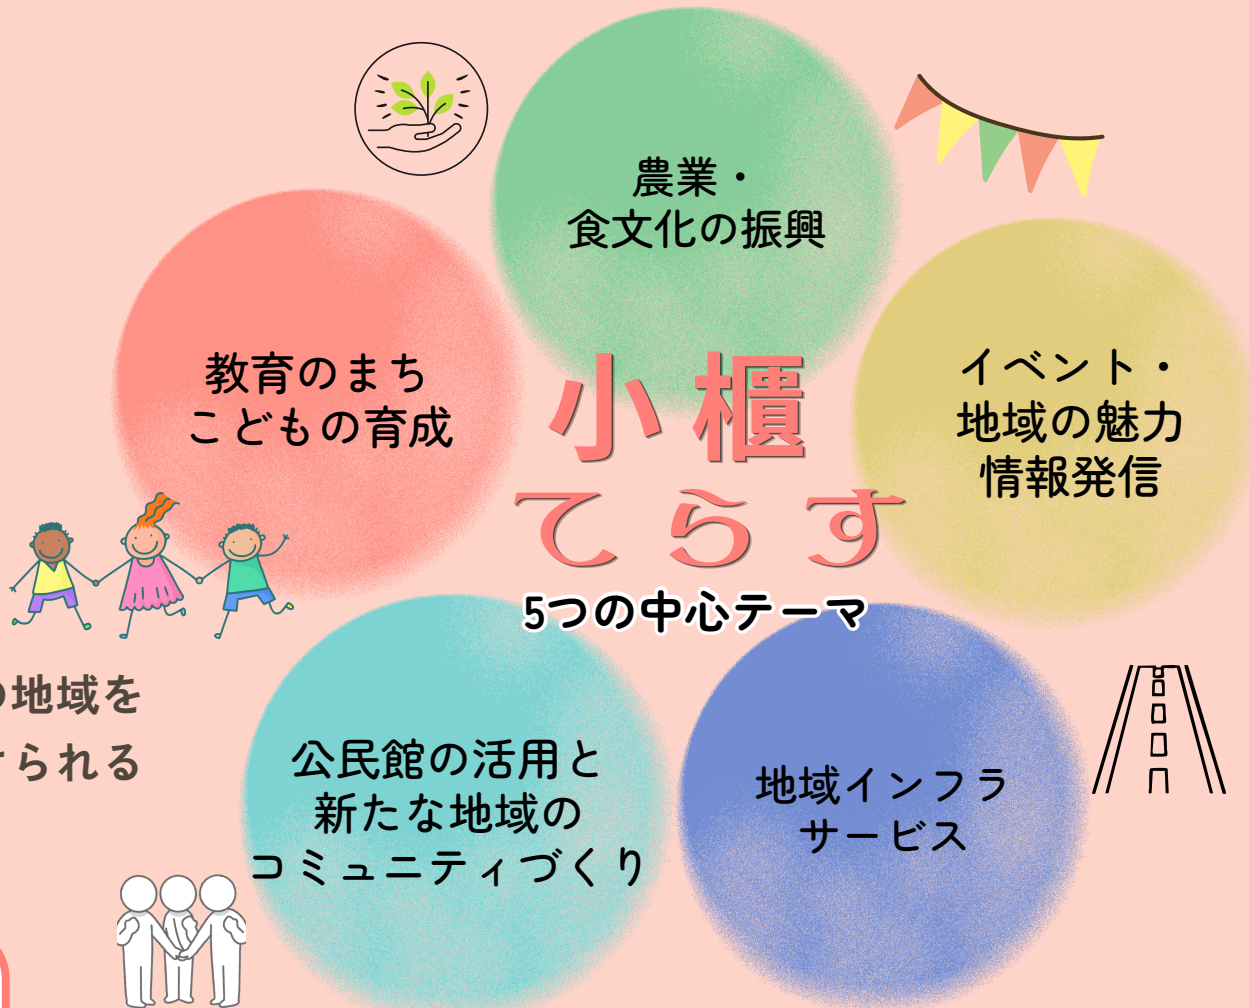 農業・
食文化の振興
教育のまち
こどもの育成
イベント・
地域の魅力
情報発信
小櫃
てらす
5つの中心テーマ
の地域を
られる
公民館の活用と
新たな地域の
コミュニティづくり
地域インフラ
サービス